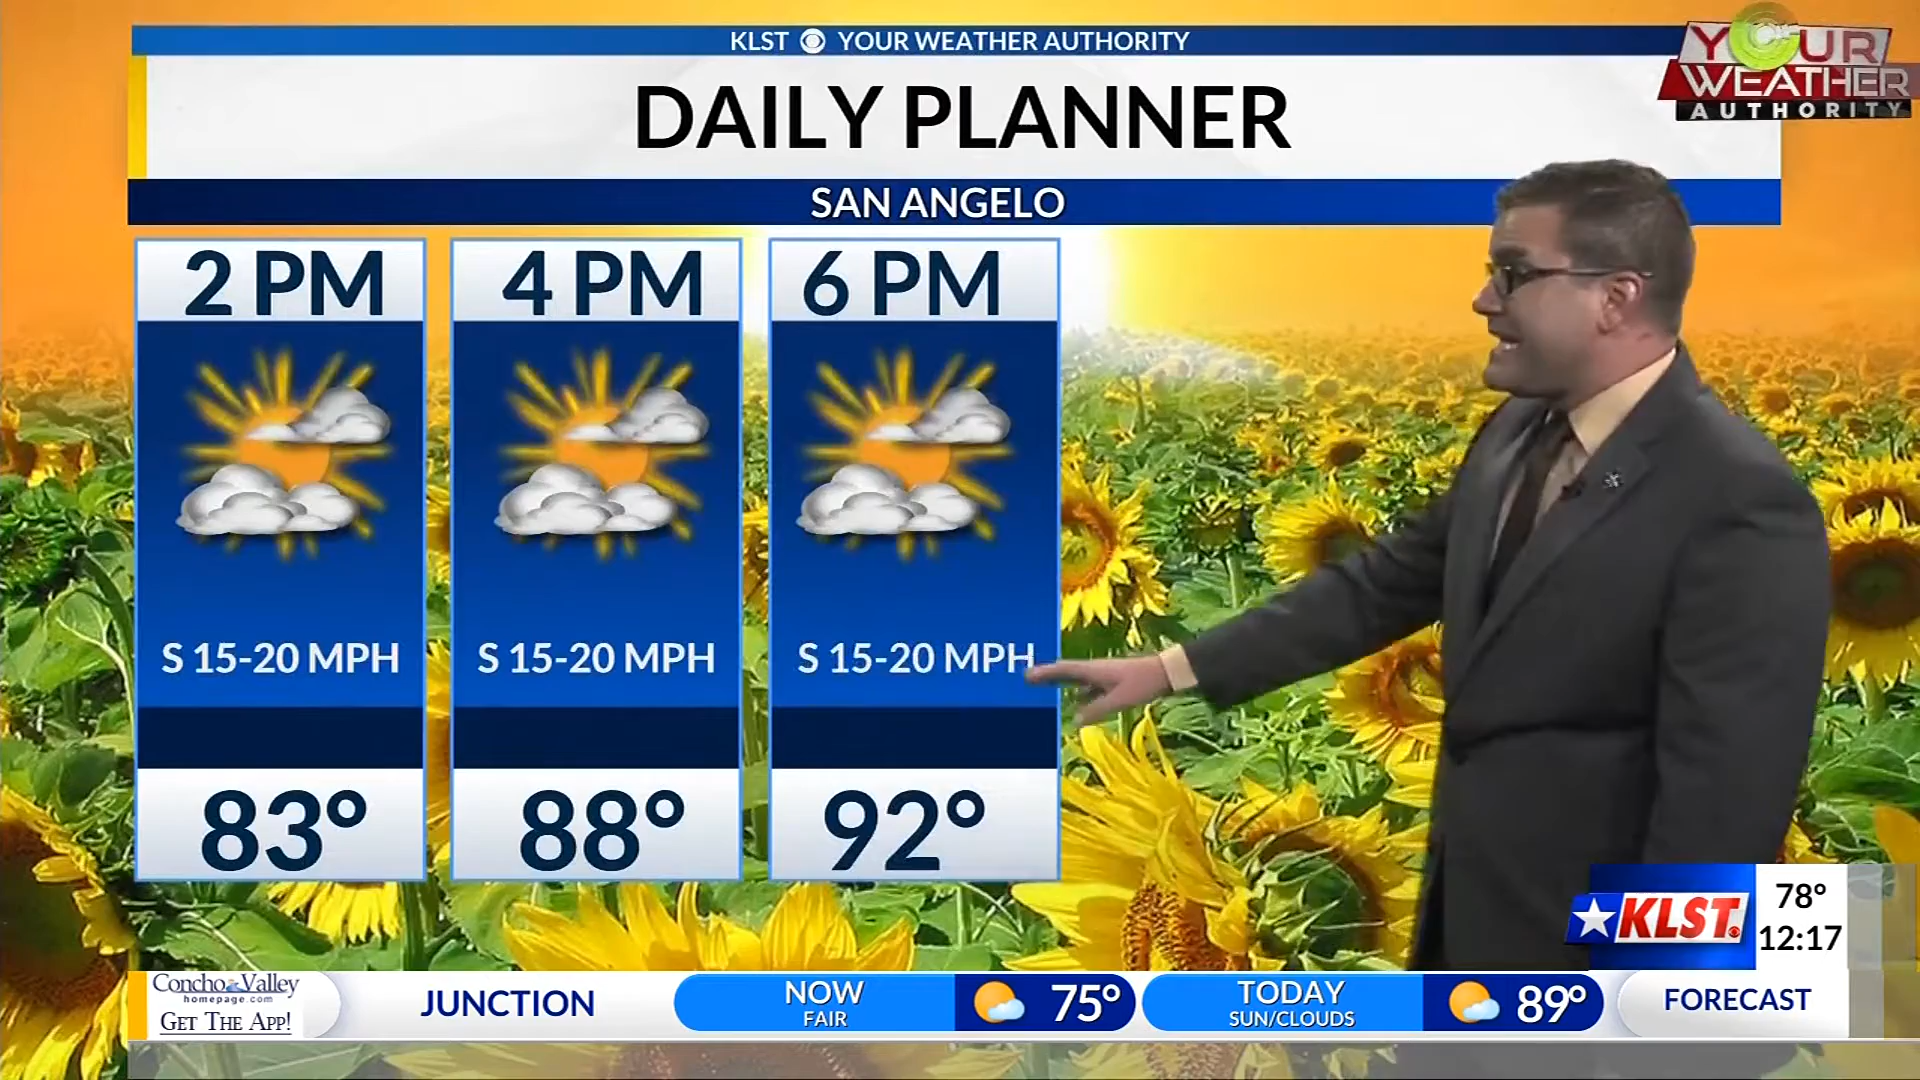 KLST YOUR WEATHER AUTHORITY
DAILY PLANNER
SAN ANGELO
YOUR
WEATHER
AUTHORITY
2 PM
S 15-20 MPH
83°
4 PM
S 15-20 MPH
88°
6 PM
S 15-20 MPH
92°
KLST
78°
12:17
Concho Valley
homepage.com
GET THE APP!
JUNCTION
NOW
FAIR
75°
TODAY
SUN/CLOUDS
89°
FORECAST